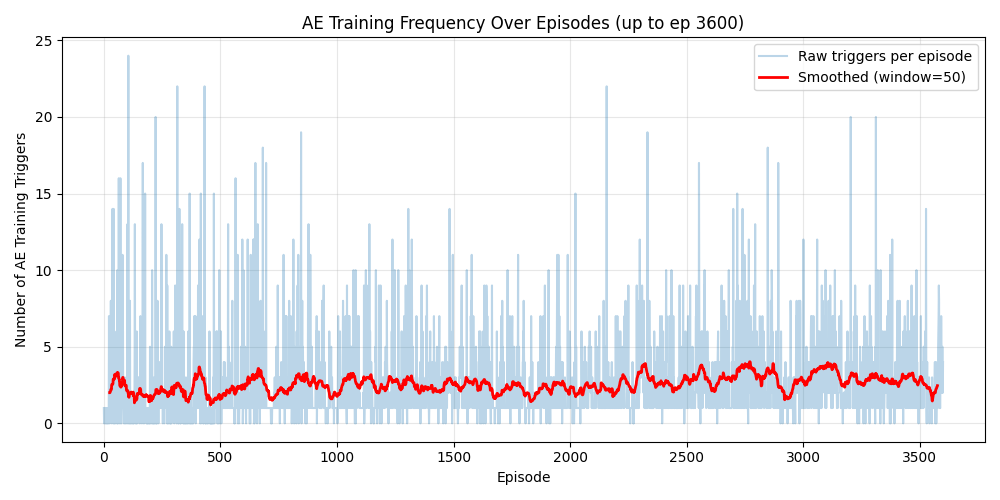 AE Training Frequency Over Episodes (up to ep 3600)
Raw triggers per episode
Smoothed (window=50)
Number of AE Training Triggers
25
20
15
10
5
0
0 500 1000 1500 2000 2500 3000 3500
Episode